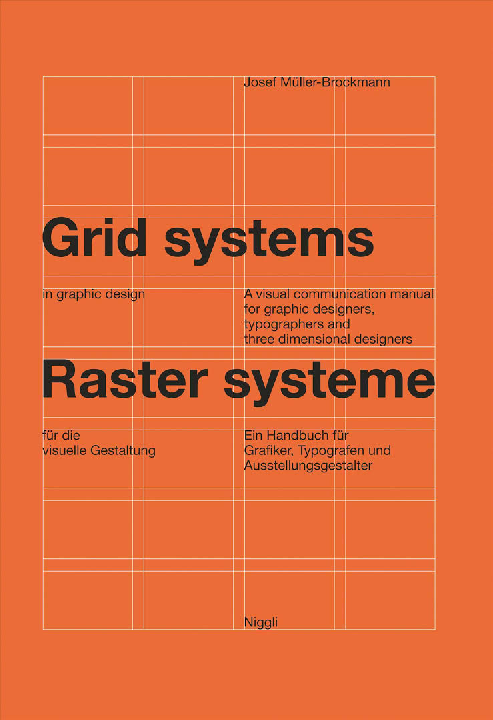 Josef Müller-Brockmann
Grid systems
in graphic design
A visual communication manual
for graphic designers,
typographers and
three dimensional designers
Raster systeme
für die
visuelle Gestaltung
Ein Handbuch für
Grafiker, Typografen und
Ausstellungsgestalter
Niggli